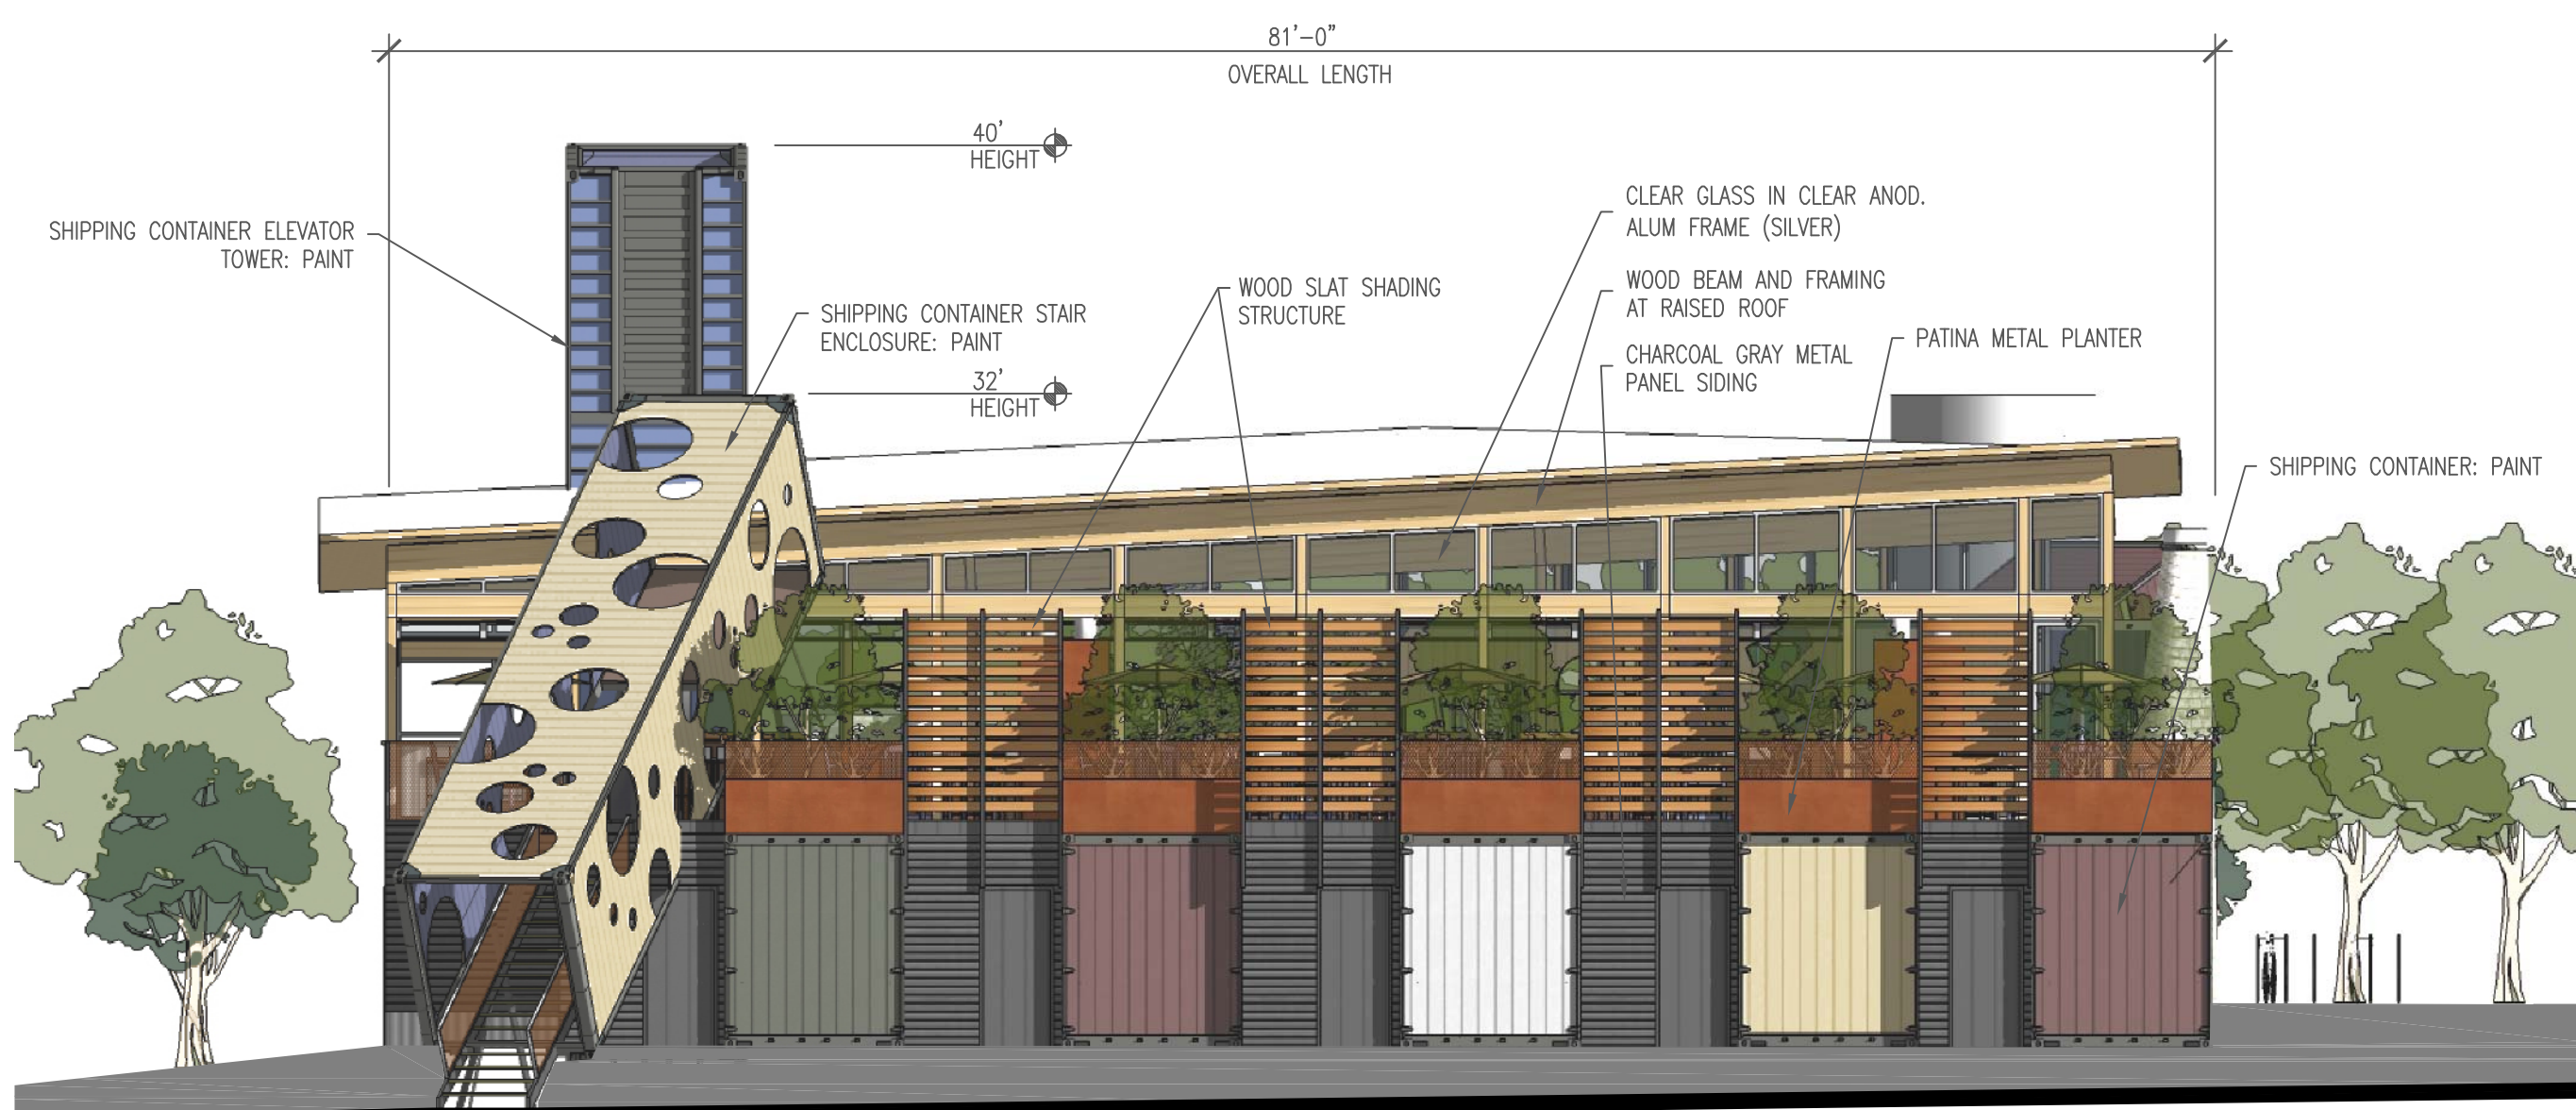 81'-0"
OVERALL LENGTH
40'
HEIGHT
SHIPPING CONTAINER ELEVATOR
TOWER: PAINT
CLEAR GLASS IN CLEAR ANOD.
ALUM FRAME (SILVER)
WOOD SLAT SHADING
STRUCTURE
WOOD BEAM AND FRAMING
AT RAISED ROOF
SHIPPING CONTAINER STAIR
ENCLOSURE: PAINT
CHARCOAL GRAY METAL
PANEL SIDING
PATINA METAL PLANTER
32'
HEIGHT
SHIPPING CONTAINER: PAINT